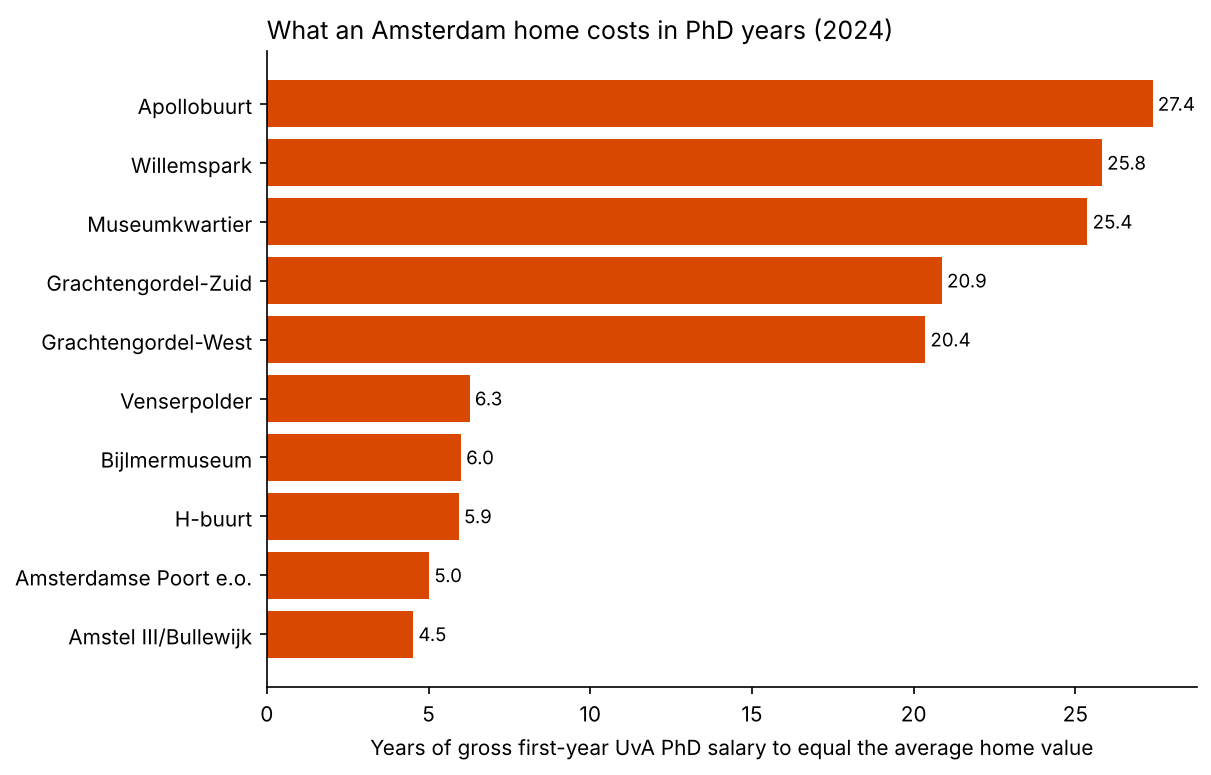 What an Amsterdam home costs in PhD years (2024)
Apollobuurt 27.4
Willemspark 25.8
Museumkwartier 25.4
Grachtengordel-Zuid 20.9
Grachtengordel-West 20.4
Venserpolder 6.3
Bijlmermuseum 6.0
H-buurt 5.9
Amsterdamse Poort e.o. 5.0
Amstel III/Bullewijk 4.5
0 5 10 15 20 25
Years of gross first-year UvA PhD salary to equal the average home value